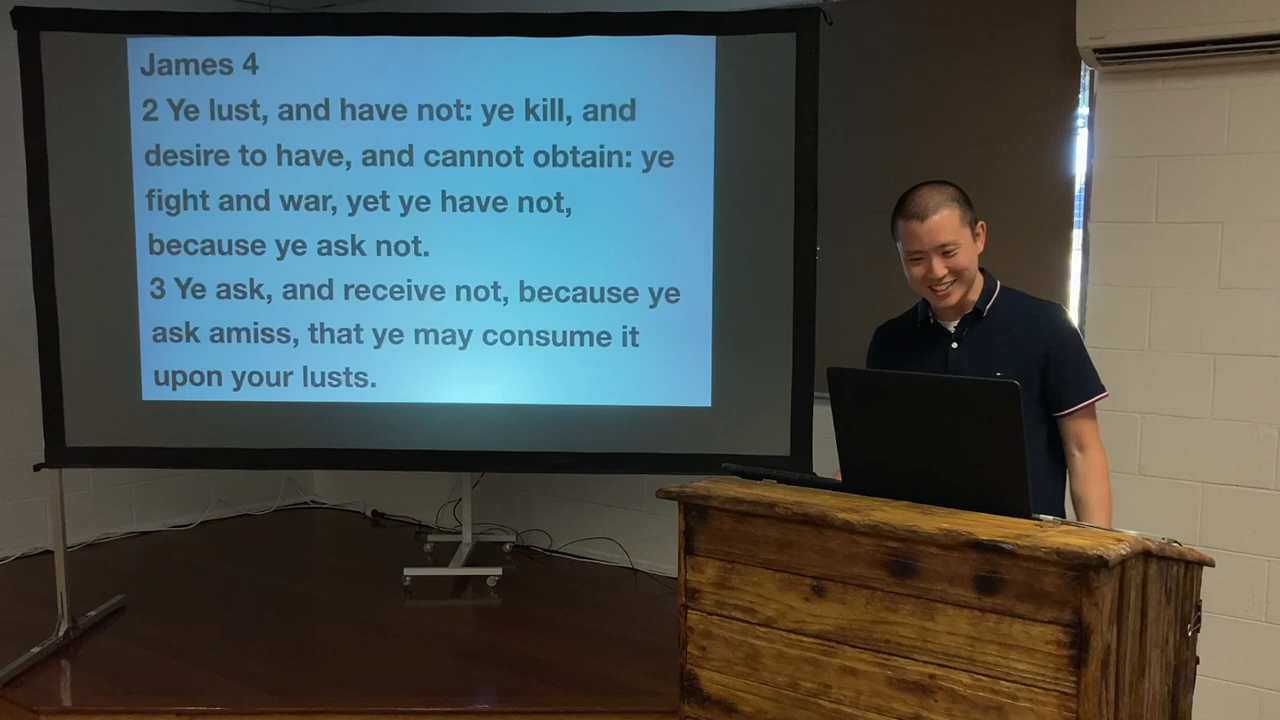 James 4
2 Ye lust, and have not: ye kill, and
desire to have, and cannot obtain: ye
fight and war, yet ye have not,
because ye ask not.
3 Ye ask, and receive not, because ye
ask amiss, that ye may consume it
upon your lusts.